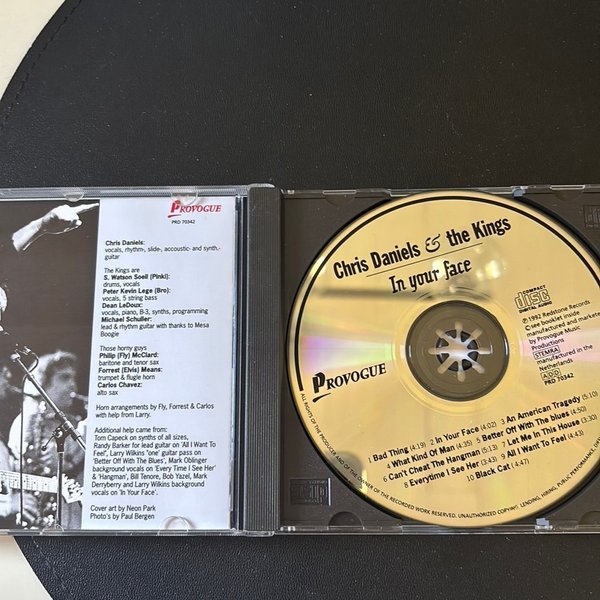 PROVOGUE
PRD 70342
Chris Daniels:
vocals, rhythm-, slide-, accoustic- and synth.-
guitar
The Kings are
S. Watson Soell (Pinki):
drums, vocals
Peter Kevin Lege (Bro):
vocals, 5 string bass
Dean LeDoux:
vocals, piano, B-3, synths, programming
Michael Schuller:
lead & rhythm guitar with thanks to Mesa
Boogie
Those horny guys
Philip (Fly) McClard:
baritone and tenor sax
Forrest (Elvis) Means:
trumpet & flugle horn
Carlos Chavez:
alto sax
Horn arrangements by Fly, Forrest & Carlos
with help from Larry.
Additional help came from:
Tom Capeck on synths of all sizes,
Randy Barker for lead guitar on 'All I Want To
Feel', Larry Wilkins "one" guitar pass on
'Better Off With The Blues', Mark Oblinger
background vocals on 'Every Time I See Her'
& 'Hangman', Bill Tenore, Bob Yazel, Mark
Derryberry and Larry Wilkins background
vocals on 'In Your Face'.
Cover art by Neon Park
Photo's by Paul Bergen
Chris Daniels & the Kings
In your face
COMPACT
disc
DIGITAL AUDIO
℗ 1992 Redstone Records
© see booklet inside
manufactured and marketed
by Provogue Music
Productions
STEMRA
manufactured in the
Netherlands
PRD 70342
PROVOGUE
1 Bad Thing (4:19) 2 In Your Face (4:02) 3 An American Tragedy (5:10)
4 What Kind Of Man (4:35) 5 Better Off With The blues (4:50)
6 Can't Cheat The Hangman (5:13) 7 Let Me In This House
8 Everytime I See Her (3:43) 9 All I Want To Feel (4:43)
10 Black Cat (4:47)
ALL RIGHTS OF THE PRODUCER AND OF THE OWNER OF THE RECORDED WORK RESERVED. UNAUTHORIZED COPYING, LENDING, HIRING, PUBLIC PERFORMANCE,